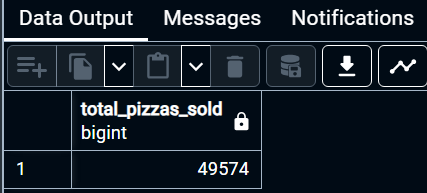 Data Output Messages Notifications
total_pizzas_sold
bigint
1 49574